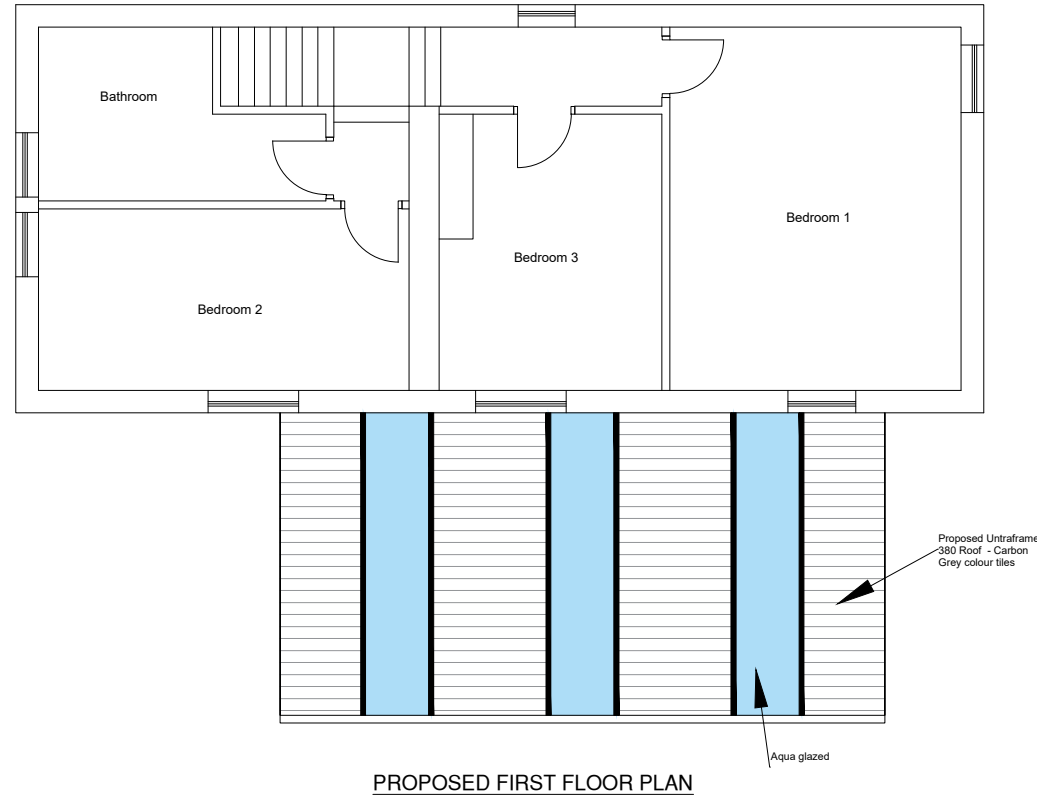 Bathroom
Bedroom 1
Bedroom 3
Bedroom 2
Proposed Untraframe
380 Roof - Carbon
Grey colour tiles
Aqua glazed
PROPOSED FIRST FLOOR PLAN